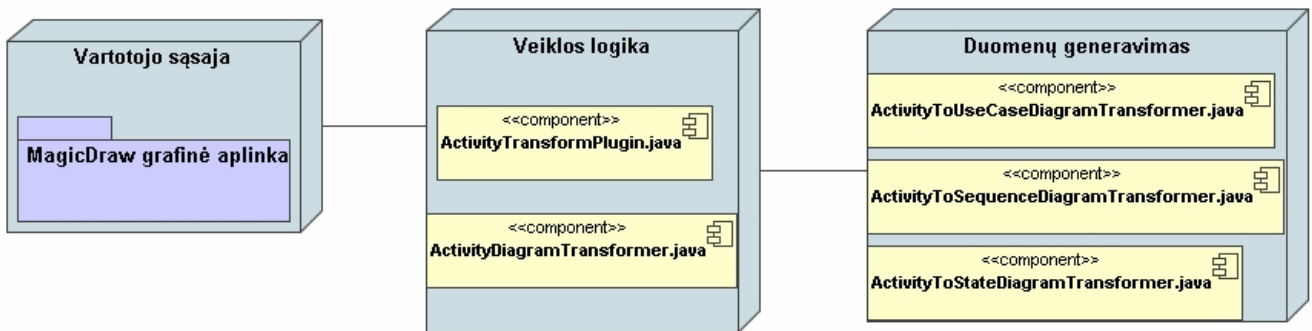 Vartotojo sąsaja
MagicDraw grafinė aplinka
Veiklos logika
<<component>>
ActivityTransformPlugin.java
<<component>>
ActivityDiagramTransformer.java
Duomenų generavimas
<<component>>
ActivityToUseCaseDiagramTransformer.java
<<component>>
ActivityToSequenceDiagramTransformer.java
<<component>>
ActivityToStateDiagramTransformer.java